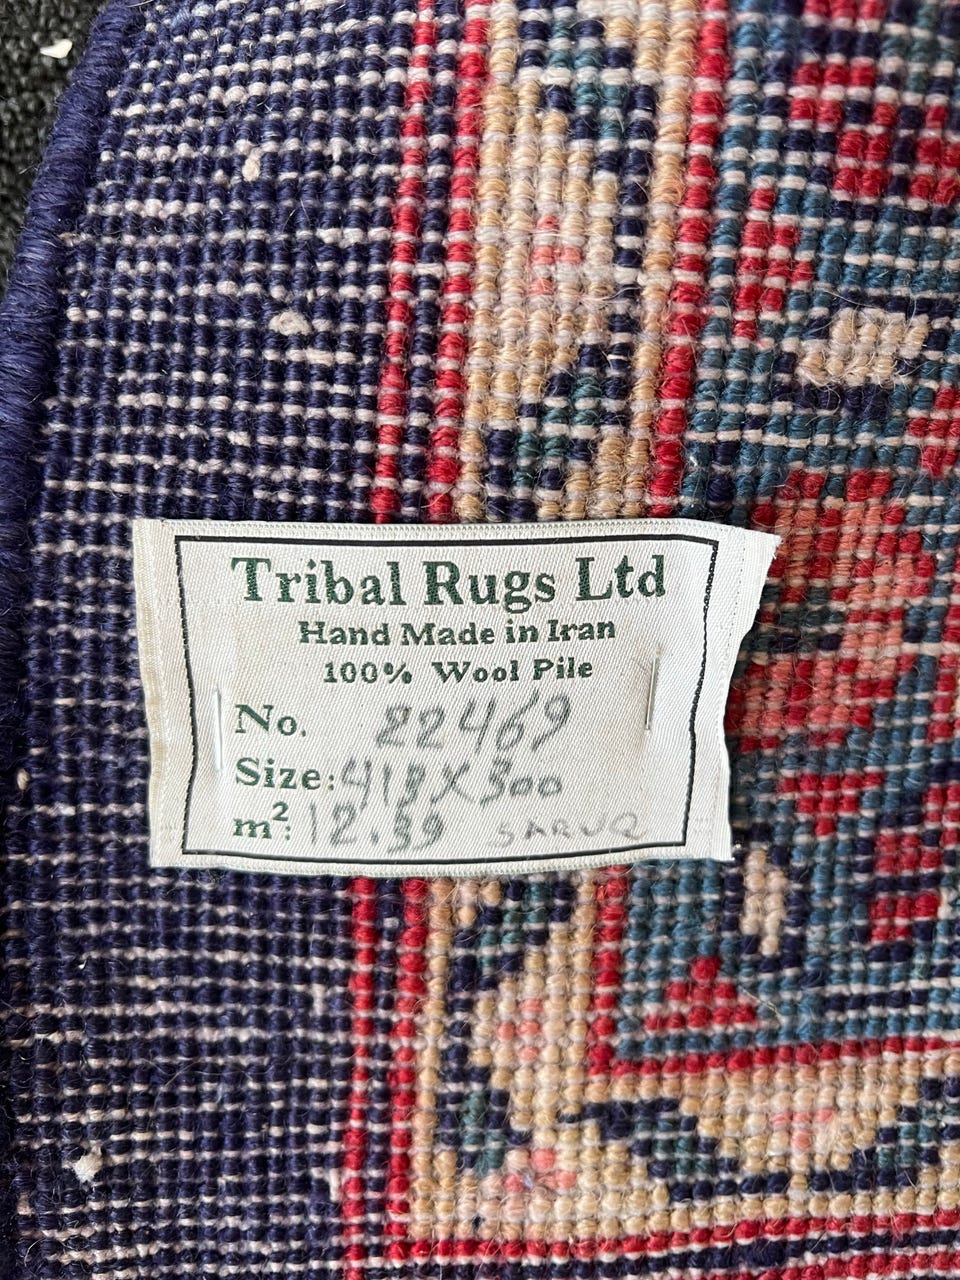 Tribal Rugs Ltd
Hand Made in Iran
100% Wool Pile
No. 22469
Size: 413 X 300
m²: 12.39 SARUQ